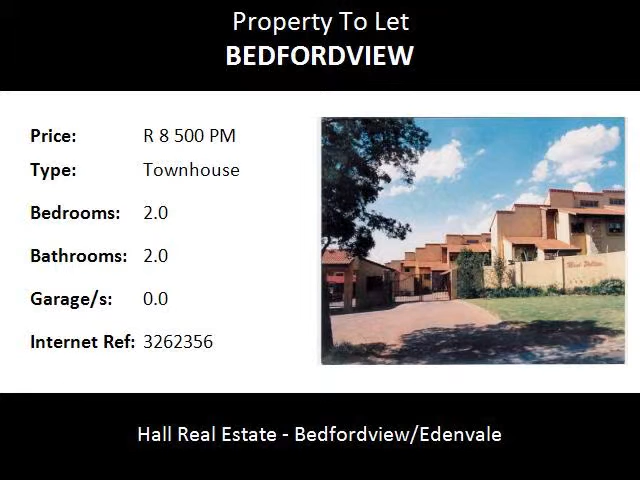 Property To Let
BEDFORDVIEW
Price: R 8 500 PM
Type: Townhouse
Bedrooms: 2.0
Bathrooms: 2.0
Garage/s: 0.0
Internet Ref: 3262356
Hall Real Estate - Bedfordview/Edenvale